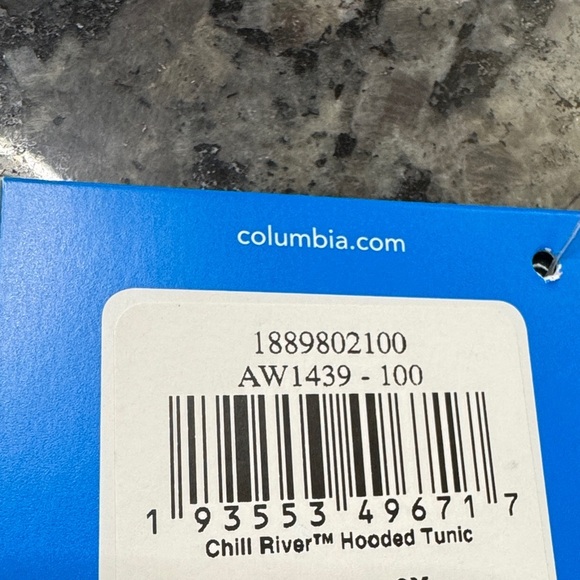 columbia.com
1889802100
AW1439 - 100
1 93553 49671 7
Chill River™ Hooded Tunic